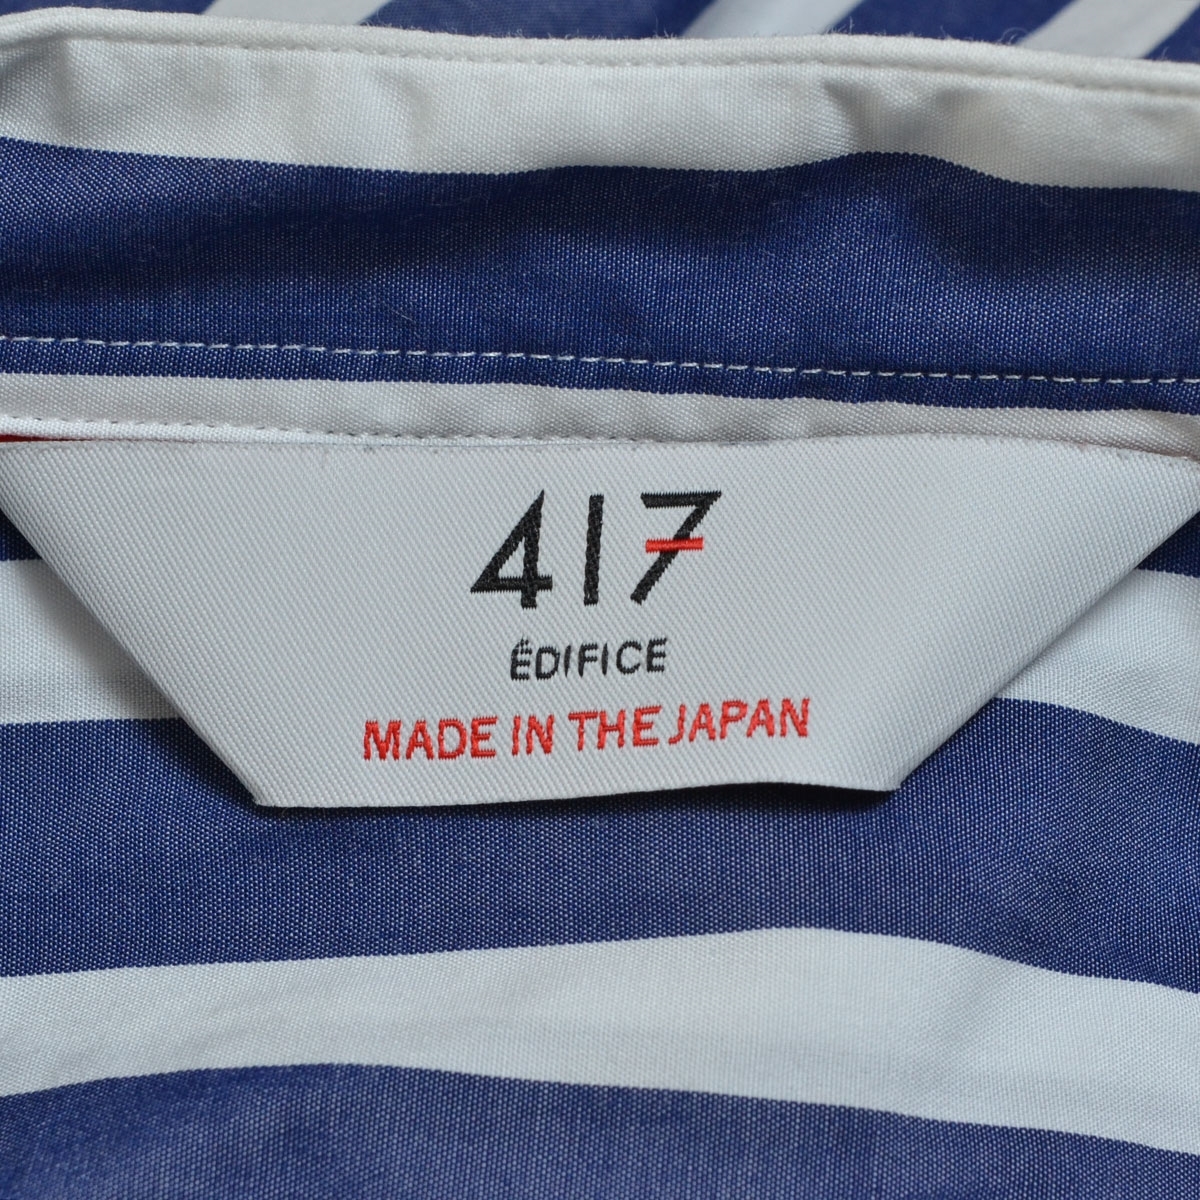 417
ÉDIFICE
MADE IN THE JAPAN